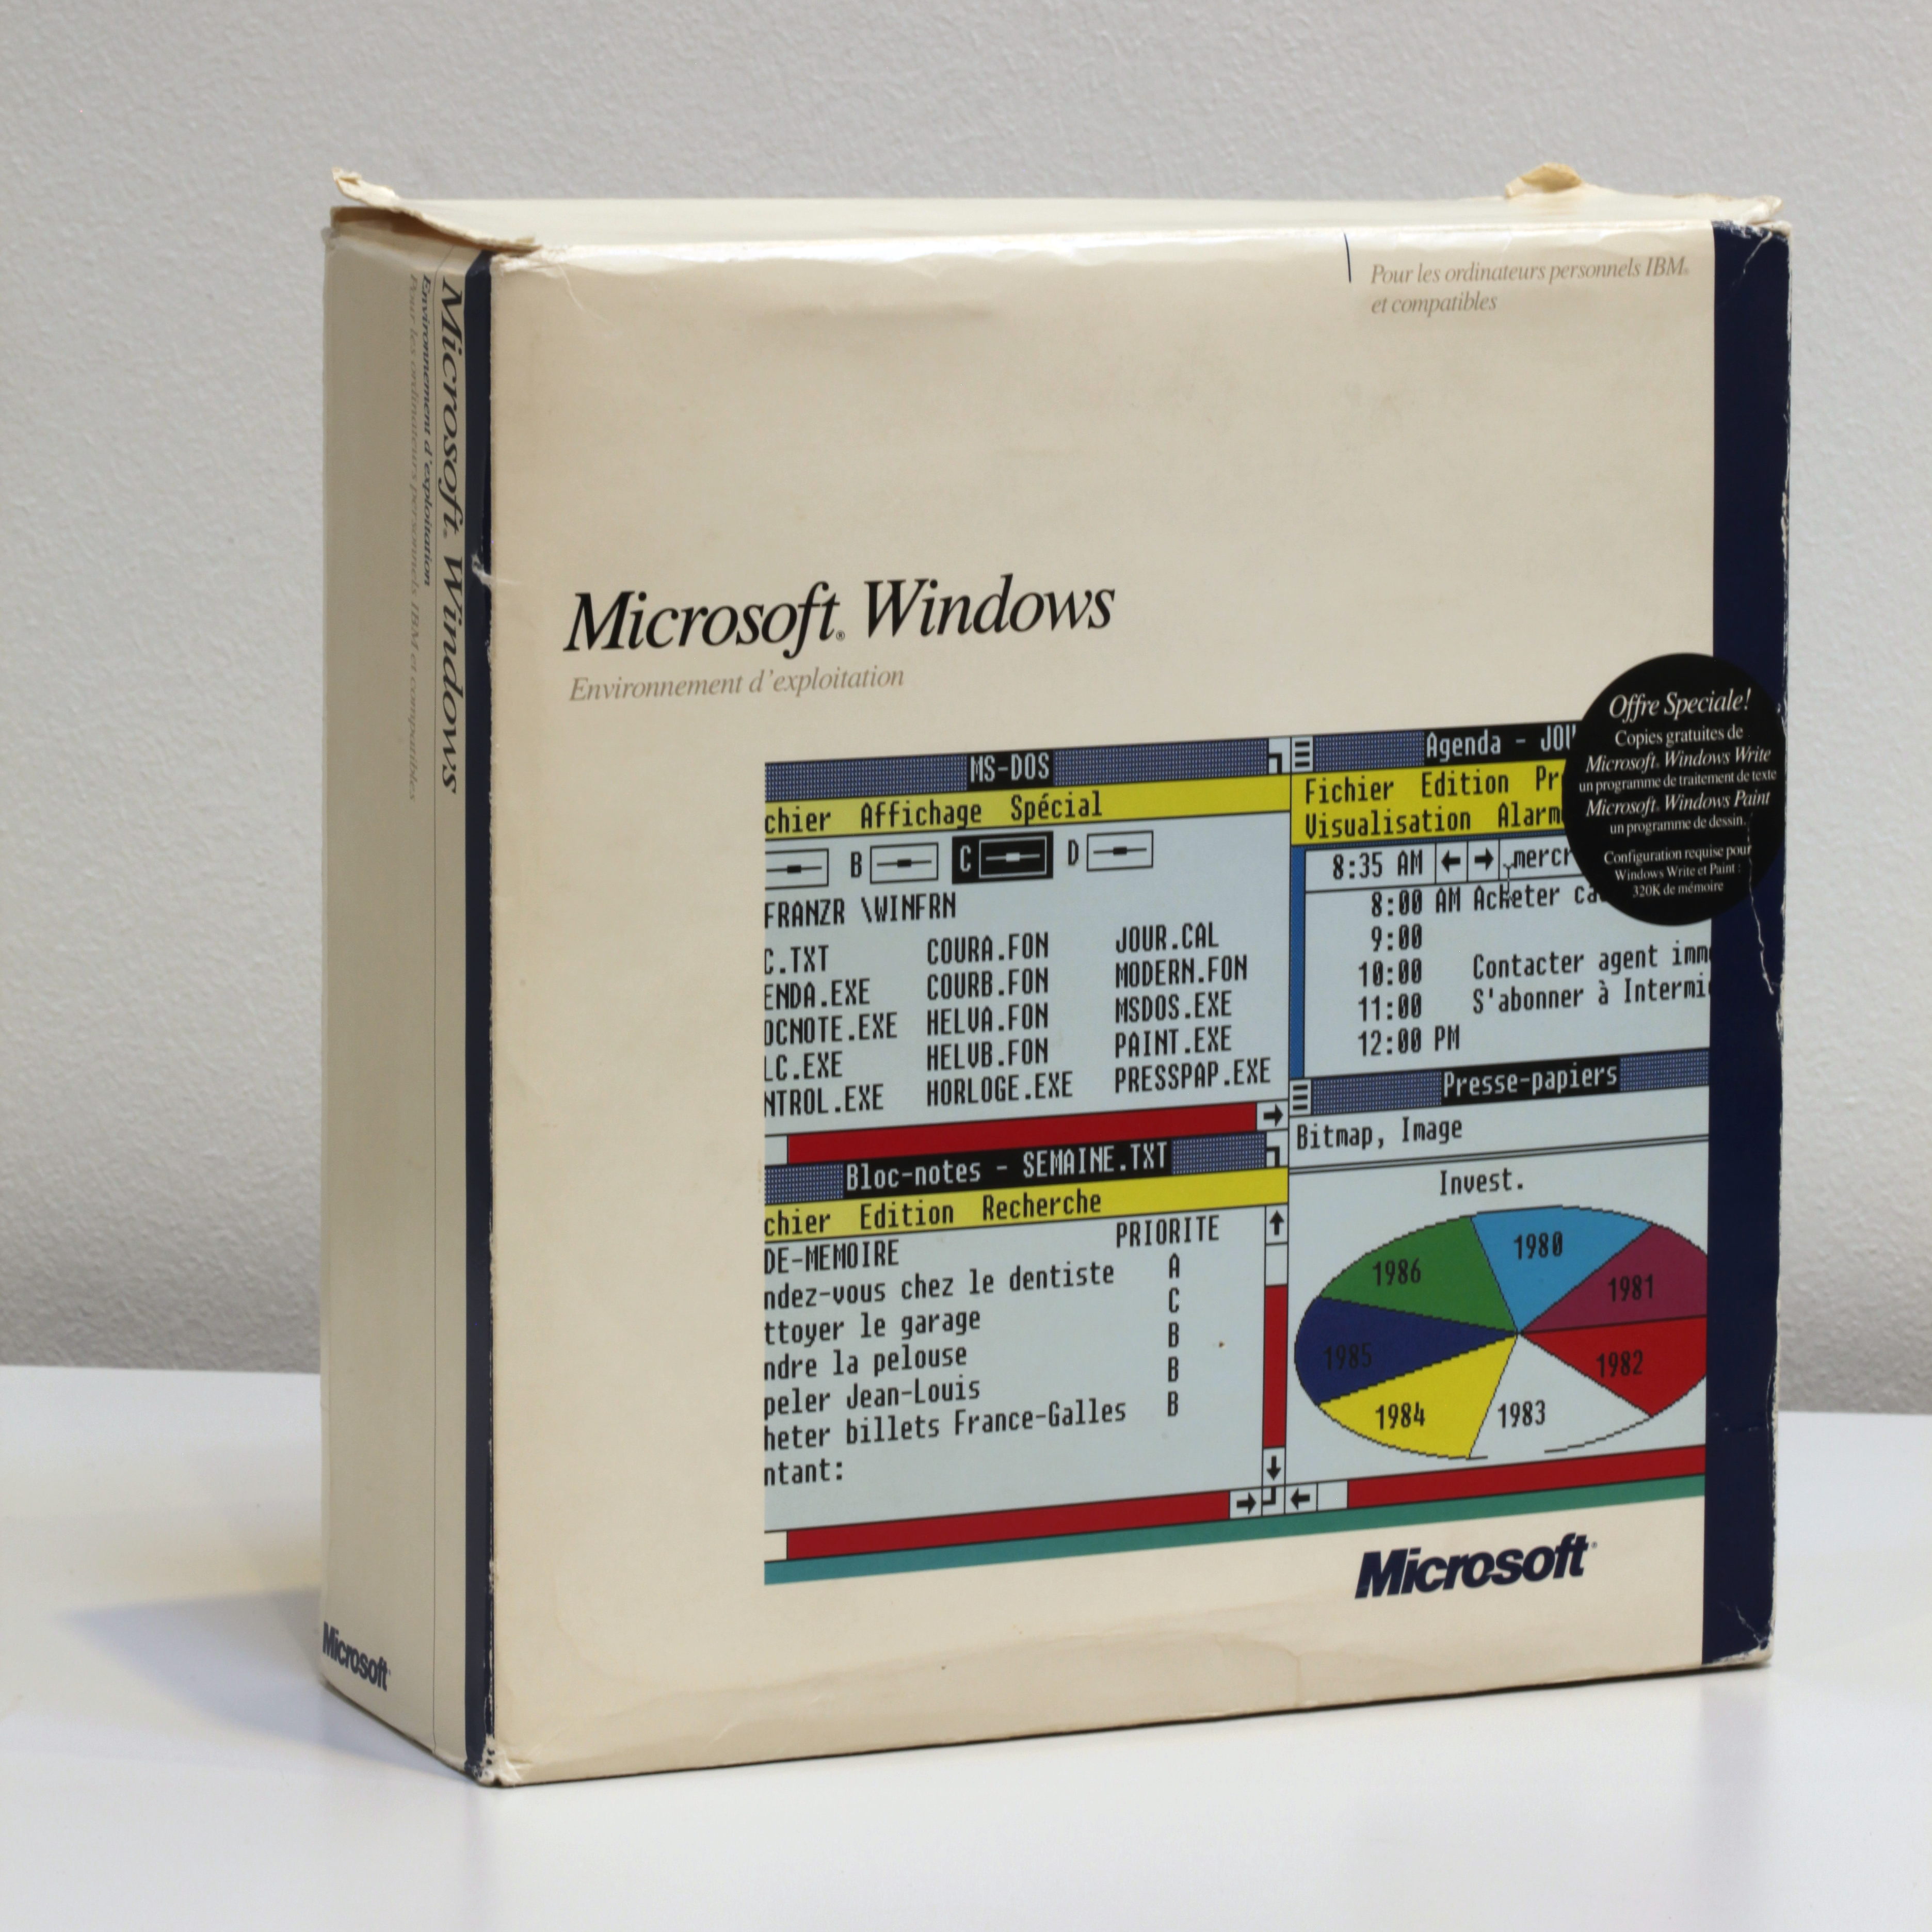 Microsoft® Windows
Environnement d'exploitation
Pour les ordinateurs personnels IBM et compatibles
Microsoft
Pour les ordinateurs personnels IBM®
et compatibles
Microsoft® Windows
Environnement d'exploitation
Offre Speciale!
Copies gratuites de
Microsoft® Windows Write
un programme de traitement de texte
Microsoft® Windows Paint
un programme de dessin.
Configuration requise pour
Windows Write et Paint :
320K de mémoire
MS-DOS
chier Affichage Spécial
B C D
FRANZR \WINFRN
C.TXT COURA.FON JOUR.CAL
ENDA.EXE COURB.FON MODERN.FON
OCNOTE.EXE HELVA.FON MSDOS.EXE
LC.EXE HELVB.FON PAINT.EXE
NTROL.EXE HORLOGE.EXE PRESSPAP.EXE
Agenda - JOU
Fichier Edition Pr
Visualisation Alarm
8:35 AM ← → mercr
8:00 AM Acheter ca
9:00
10:00 Contacter agent imm
11:00 S'abonner à Intermi
12:00 PM
Bloc-notes - SEMAINE.TXT
chier Edition Recherche
DE-MEMOIRE PRIORITE
ndez-vous chez le dentiste A
ttoyer le garage C
ndre la pelouse B
peler Jean-Louis B
heter billets France-Galles B
ntant:
Presse-papiers
Bitmap, Image
Invest.
1980
1986
1981
1985
1982
1984
1983
Microsoft